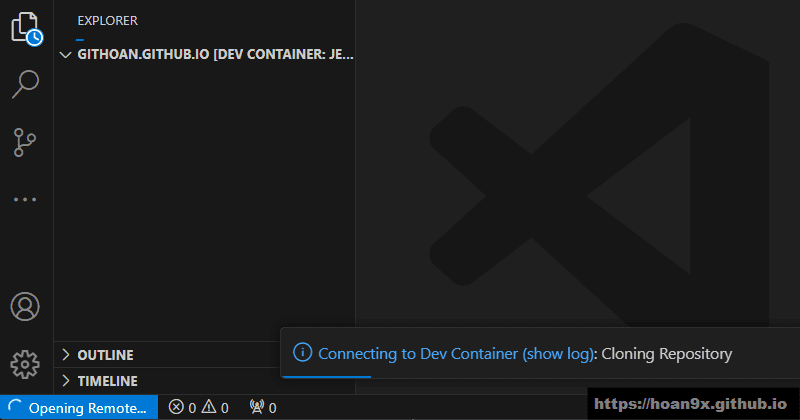 EXPLORER
GITHOAN.GITHUB.IO [DEV CONTAINER: JE...
Connecting to Dev Container (show log): Cloning Repository
OUTLINE
TIMELINE
Opening Remote... 0 0 0
https://hoan9x.github.io